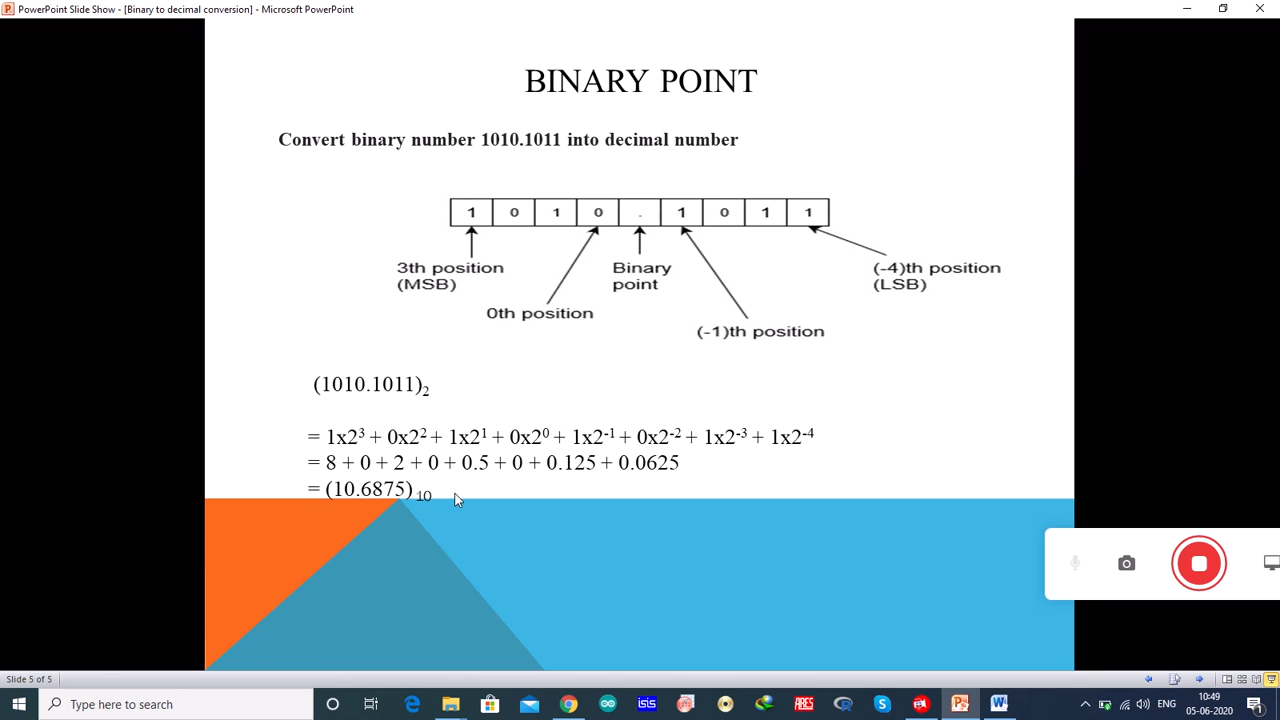 PowerPoint Slide Show - [Binary to decimal conversion] - Microsoft PowerPoint
BINARY POINT
Convert binary number 1010.1011 into decimal number
1 0 1 0 . 1 0 1 1
3th position
(MSB)
0th position
Binary
point
(-1)th position
(-4)th position
(LSB)
(1010.1011)₂
= 1x2³ + 0x2² + 1x2¹ + 0x2⁰ + 1x2⁻¹ + 0x2⁻² + 1x2⁻³ + 1x2⁻⁴
= 8 + 0 + 2 + 0 + 0.5 + 0 + 0.125 + 0.0625
= (10.6875)₁₀
Slide 5 of 5
Type here to search
isis
ARES
ENG
10:49
05-06-2020